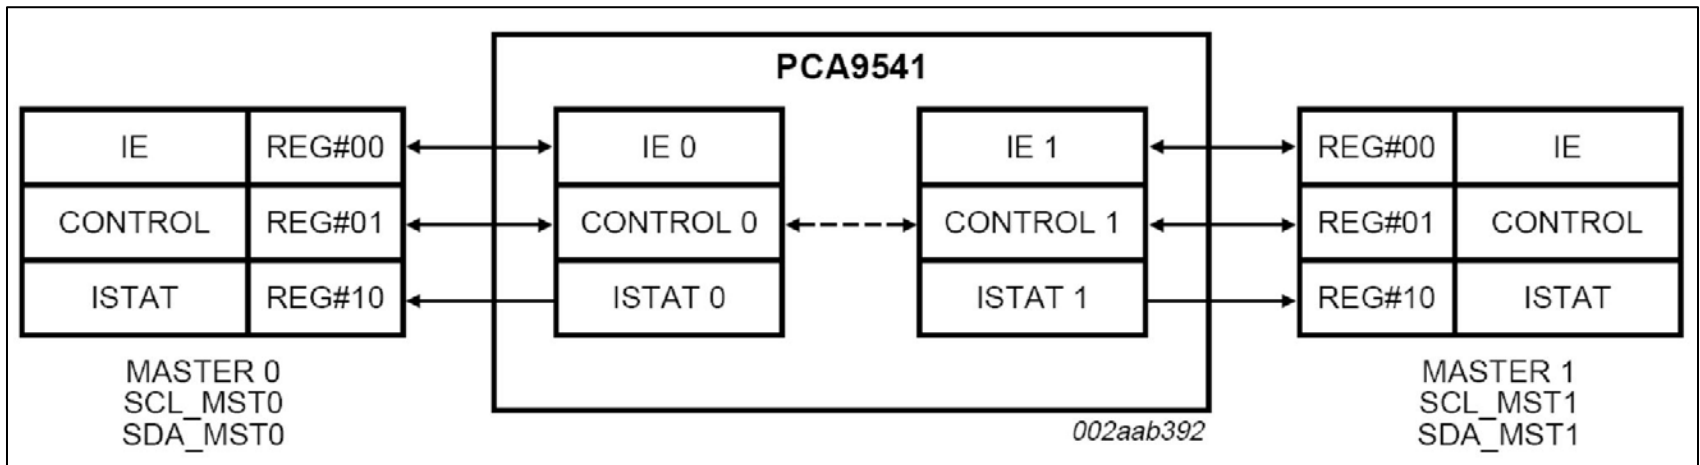 PCA9541
IE REG#00 IE 0 IE 1 REG#00 IE
CONTROL REG#01 CONTROL 0 CONTROL 1 REG#01 CONTROL
ISTAT REG#10 ISTAT 0 ISTAT 1 REG#10 ISTAT
MASTER 0
SCL_MST0
SDA_MST0
002aab392
MASTER 1
SCL_MST1
SDA_MST1